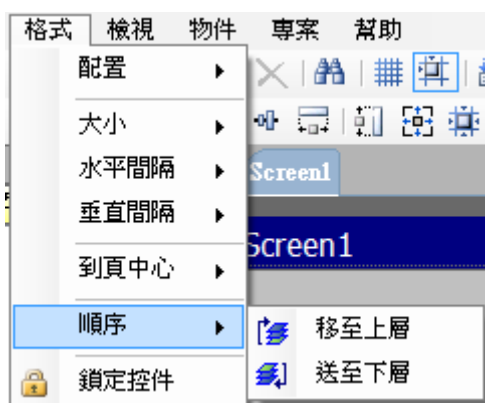 格式 檢視 物件 專案 幫助
配置
大小
水平間隔
垂直間隔
到頁中心
順序
鎖定控件
Screen1
Screen1
移至上層
送至下層